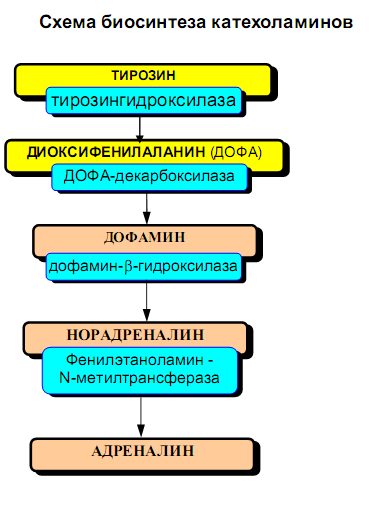 Схема биосинтеза катехоламинов
ТИРОЗИН
тирозингидроксилаза
ДИОКСИФЕНИЛАЛАНИН (ДОФА)
ДОФА-декарбоксилаза
ДОФАМИН
дофамин-β-гидроксилаза
НОРАДРЕНАЛИН
Фенилэтаноламин -
N-метилтрансфераза
АДРЕНАЛИН